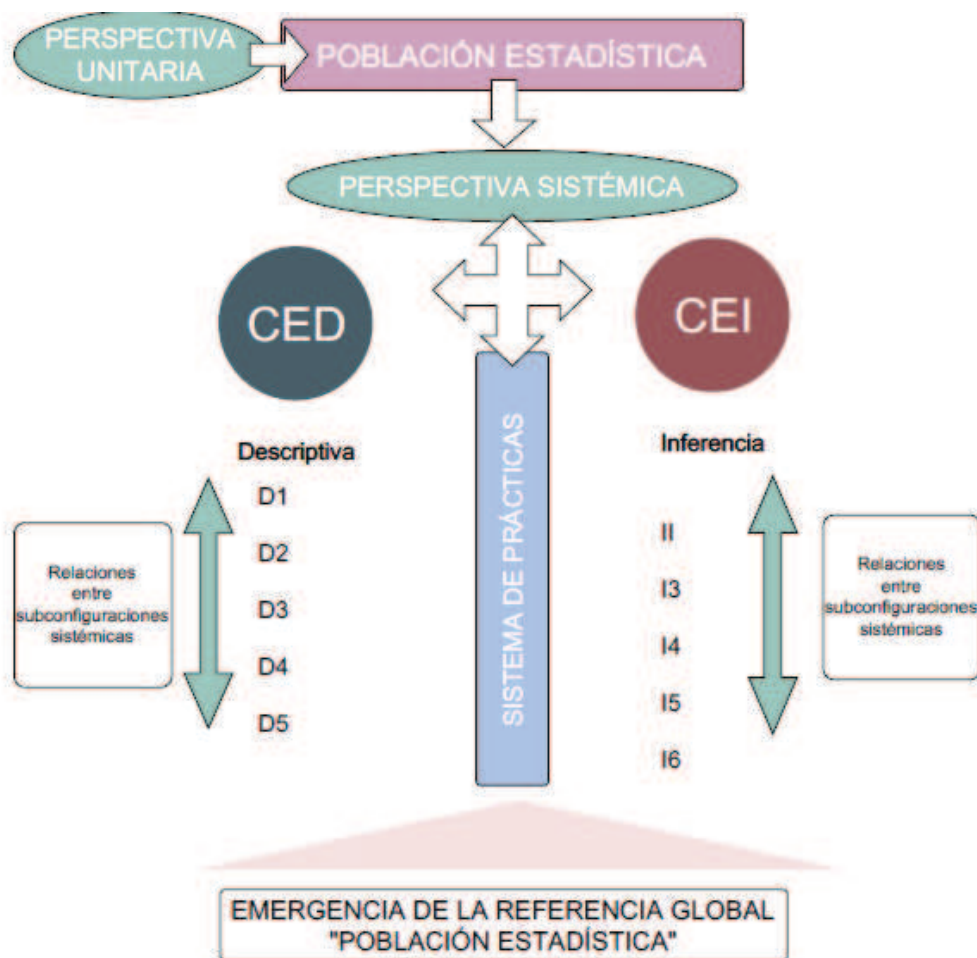 PERSPECTIVA
UNITARIA
POBLACIÓN ESTADÍSTICA
PERSPECTIVA SISTÉMICA
CED
CEI
SISTEMA DE PRÁCTICAS
Descriptiva
D1
D2
D3
D4
D5
Relaciones
entre
subconfiguraciones
sistémicas
Inferencia
II
I3
I4
I5
I6
Relaciones
entre
subconfiguraciones
sistémicas
EMERGENCIA DE LA REFERENCIA GLOBAL
"POBLACIÓN ESTADÍSTICA"